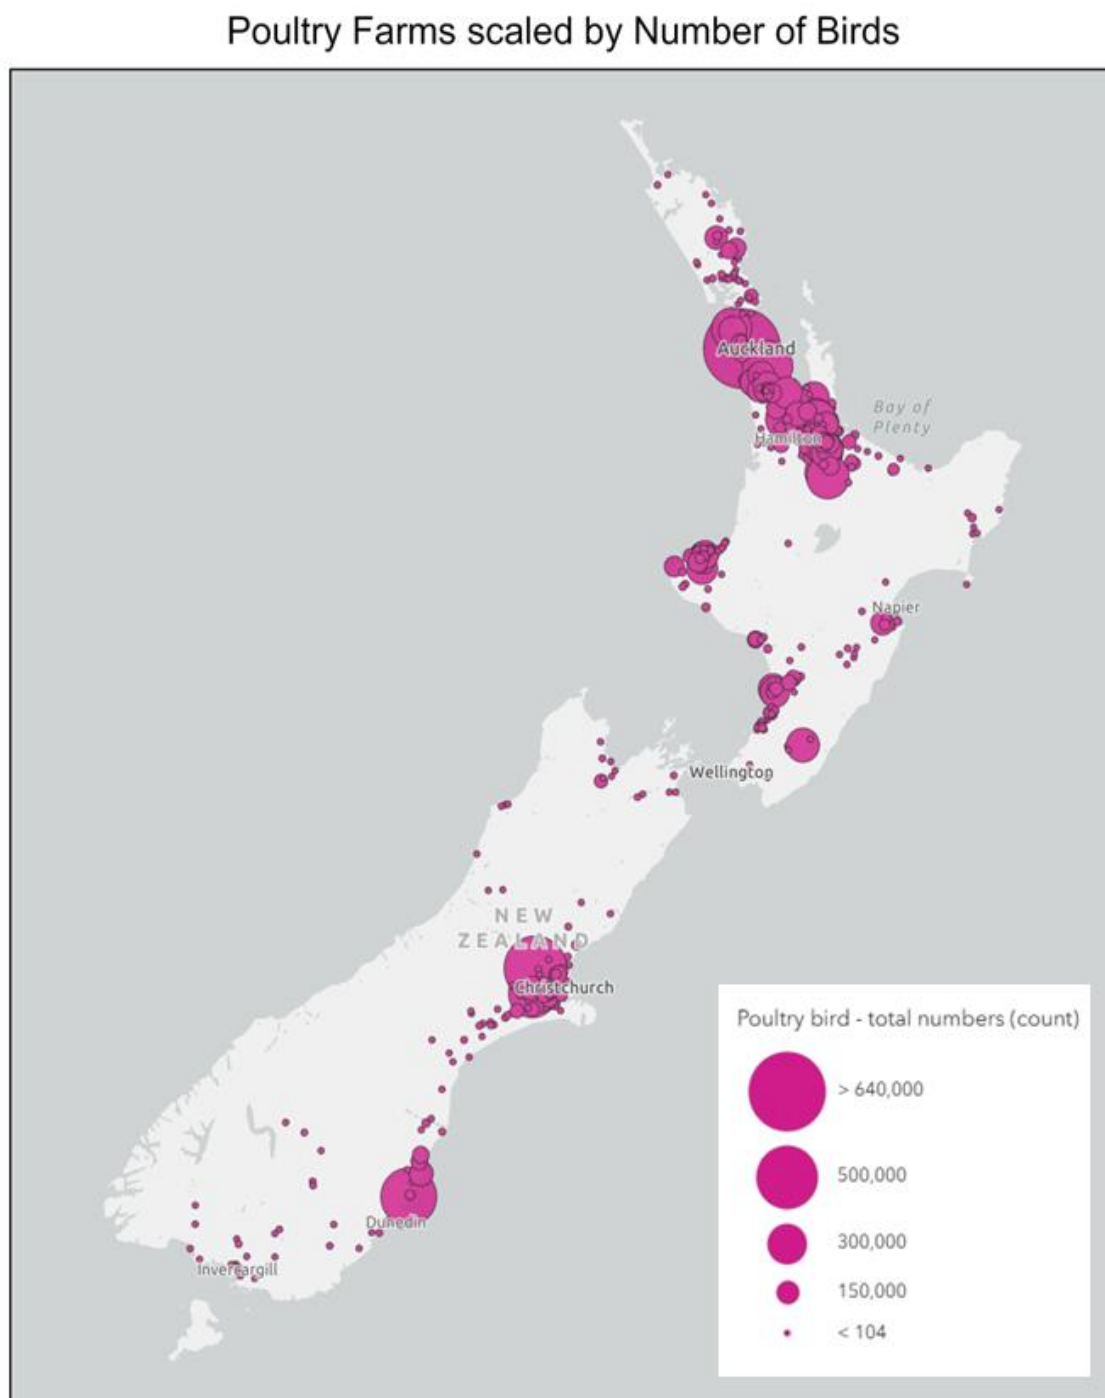 Poultry Farms scaled by Number of Birds
Auckland
Bay of
Plenty
Hamilton
Napier
Wellington
NEW
ZEALAND
Christchurch
Dunedin
Invercargill
Poultry bird - total numbers (count)
> 640,000
500,000
300,000
150,000
< 104